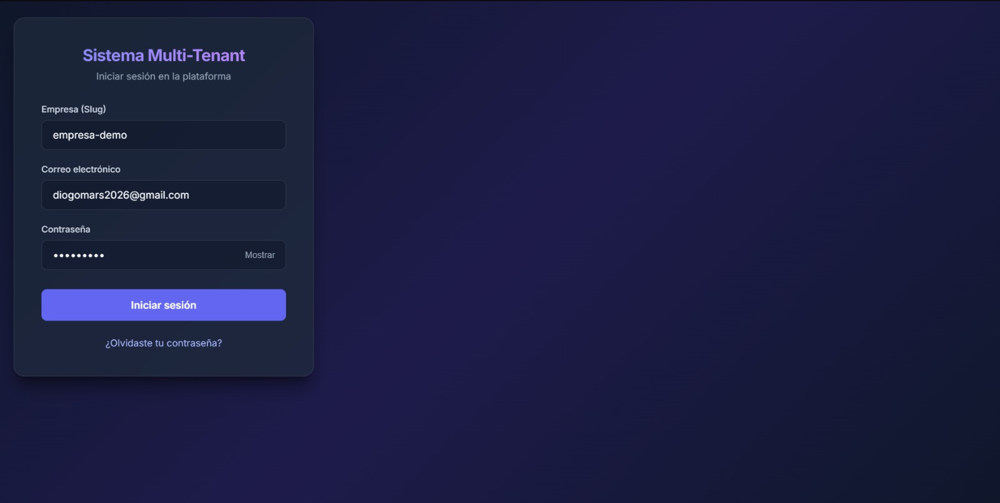 Sistema Multi-Tenant
Iniciar sesión en la plataforma
Empresa (Slug)
empresa-demo
Correo electrónico
diogomars2026@gmail.com
Contraseña
•••••••••
Mostrar
Iniciar sesión
¿Olvidaste tu contraseña?